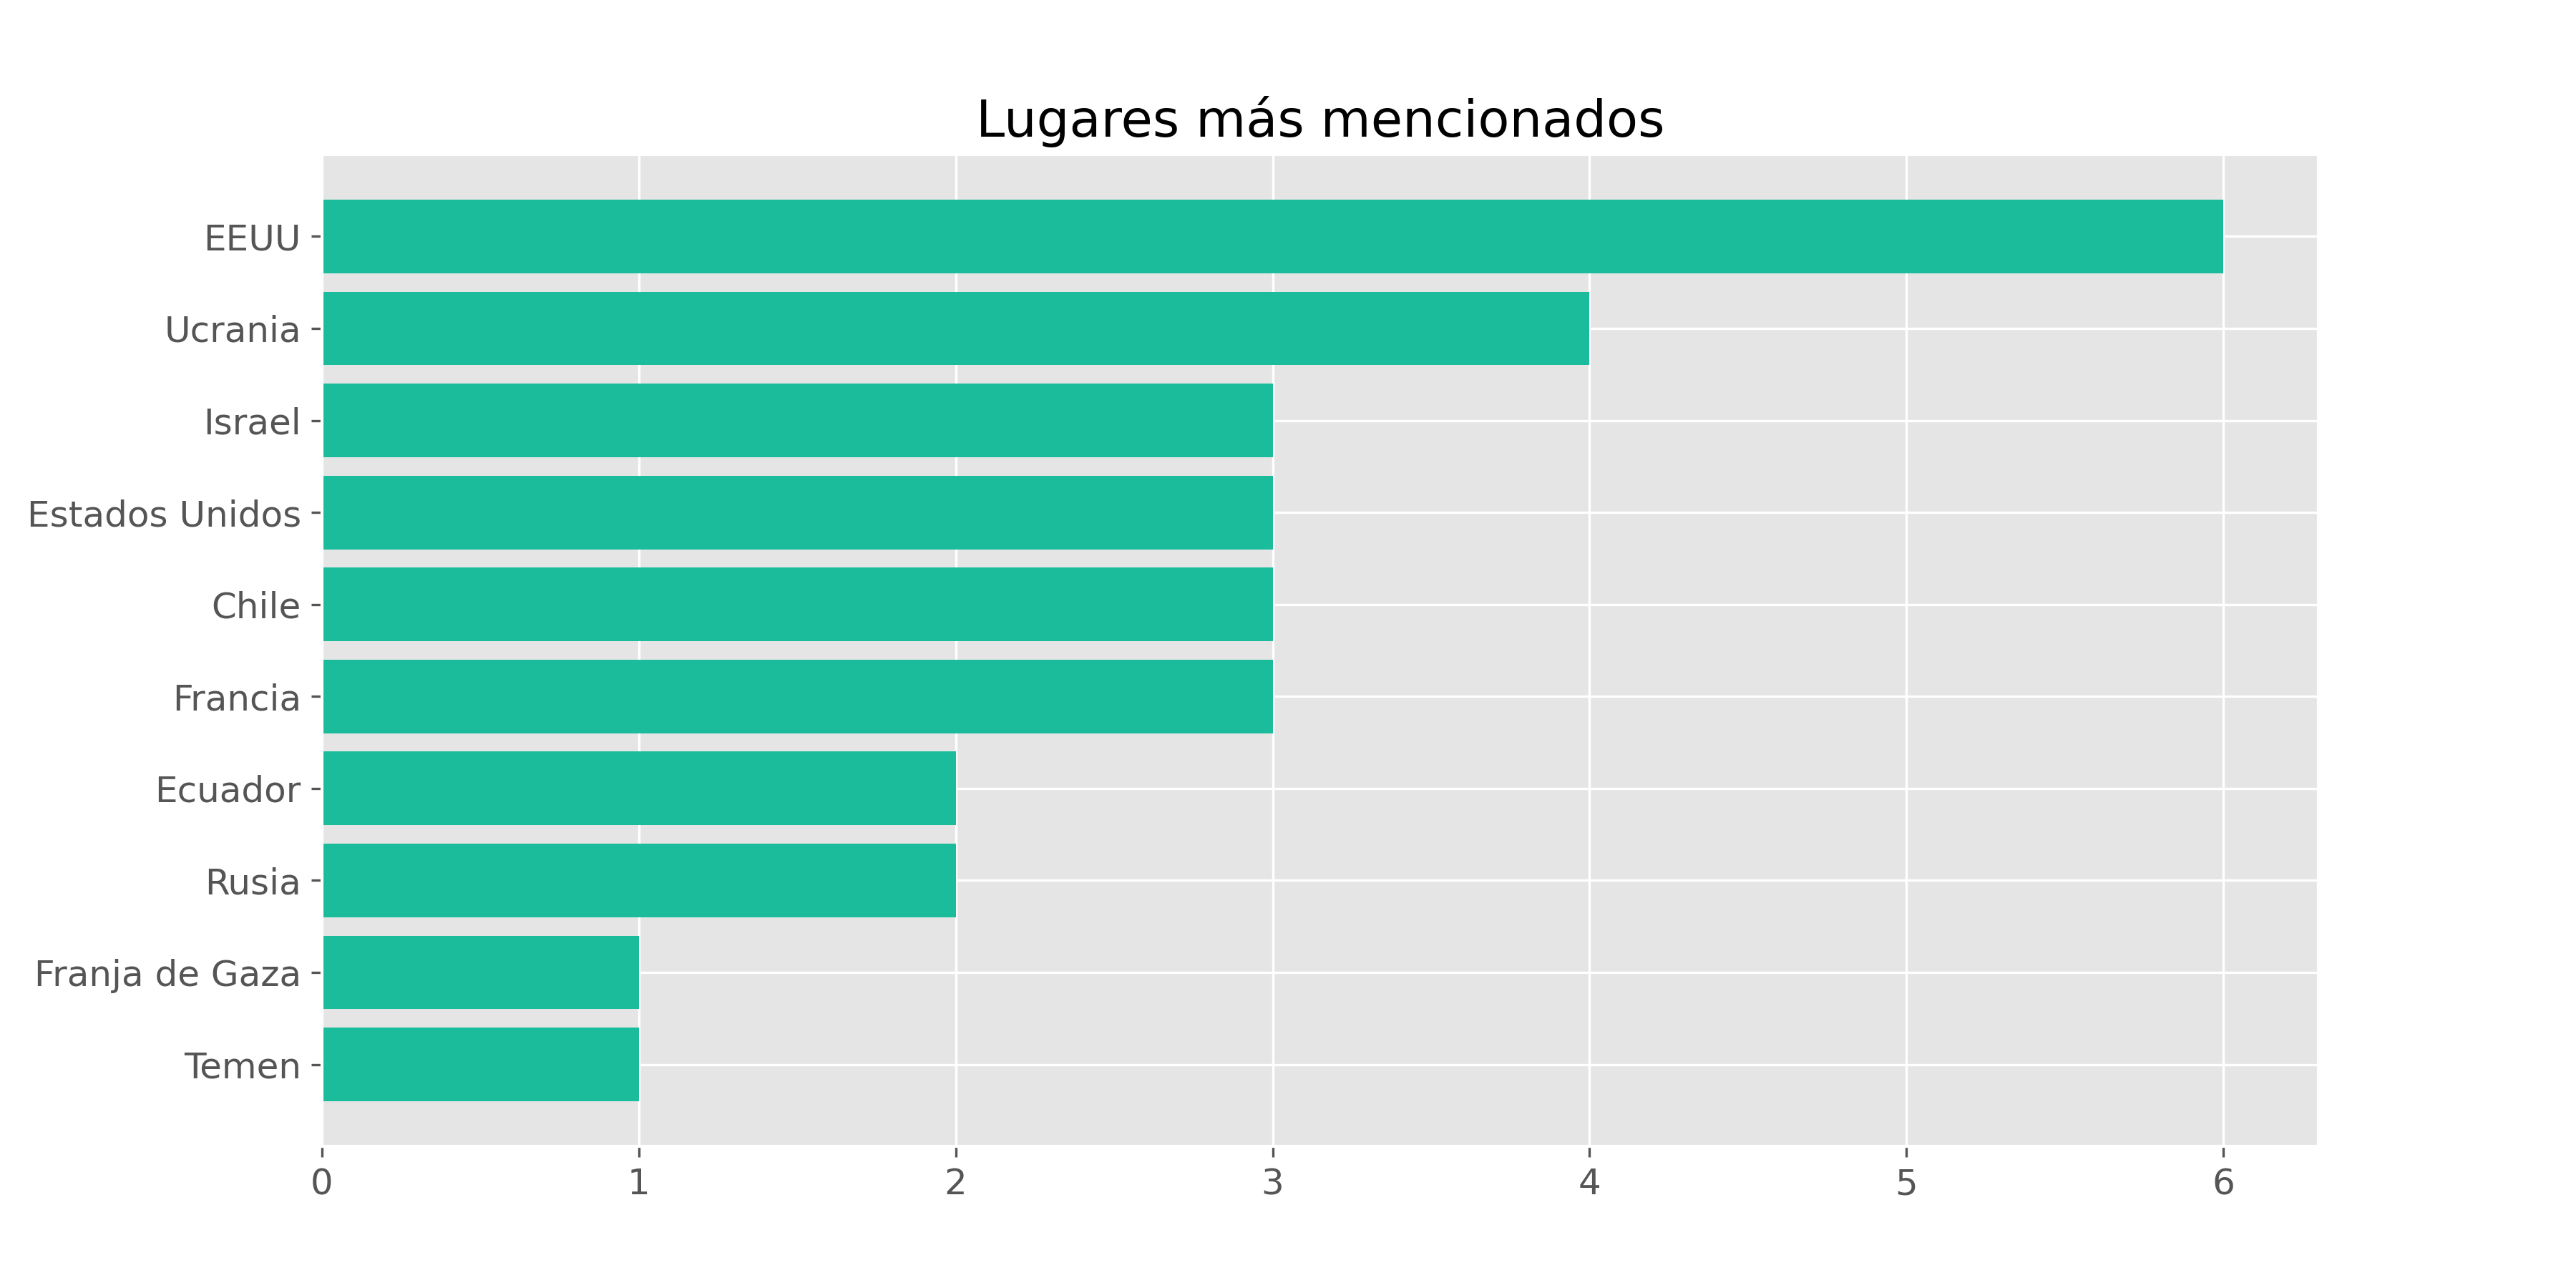 Lugares más mencionados
EEUU
Ucrania
Israel
Estados Unidos
Chile
Francia
Ecuador
Rusia
Franja de Gaza
Temen
0 1 2 3 4 5 6